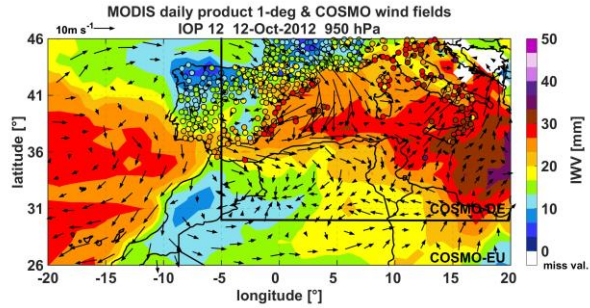 MODIS daily product 1-deg & COSMO wind fields
10m s⁻¹ IOP 12 12-Oct-2012 950 hPa
46
41
36
31
26
latitude [°]
-20 -15 -10 -5 0 5 10 15 20
longitude [°]
COSMO-DE
COSMO-EU
50
40
30
20
10
0
miss val.
IWV [mm]